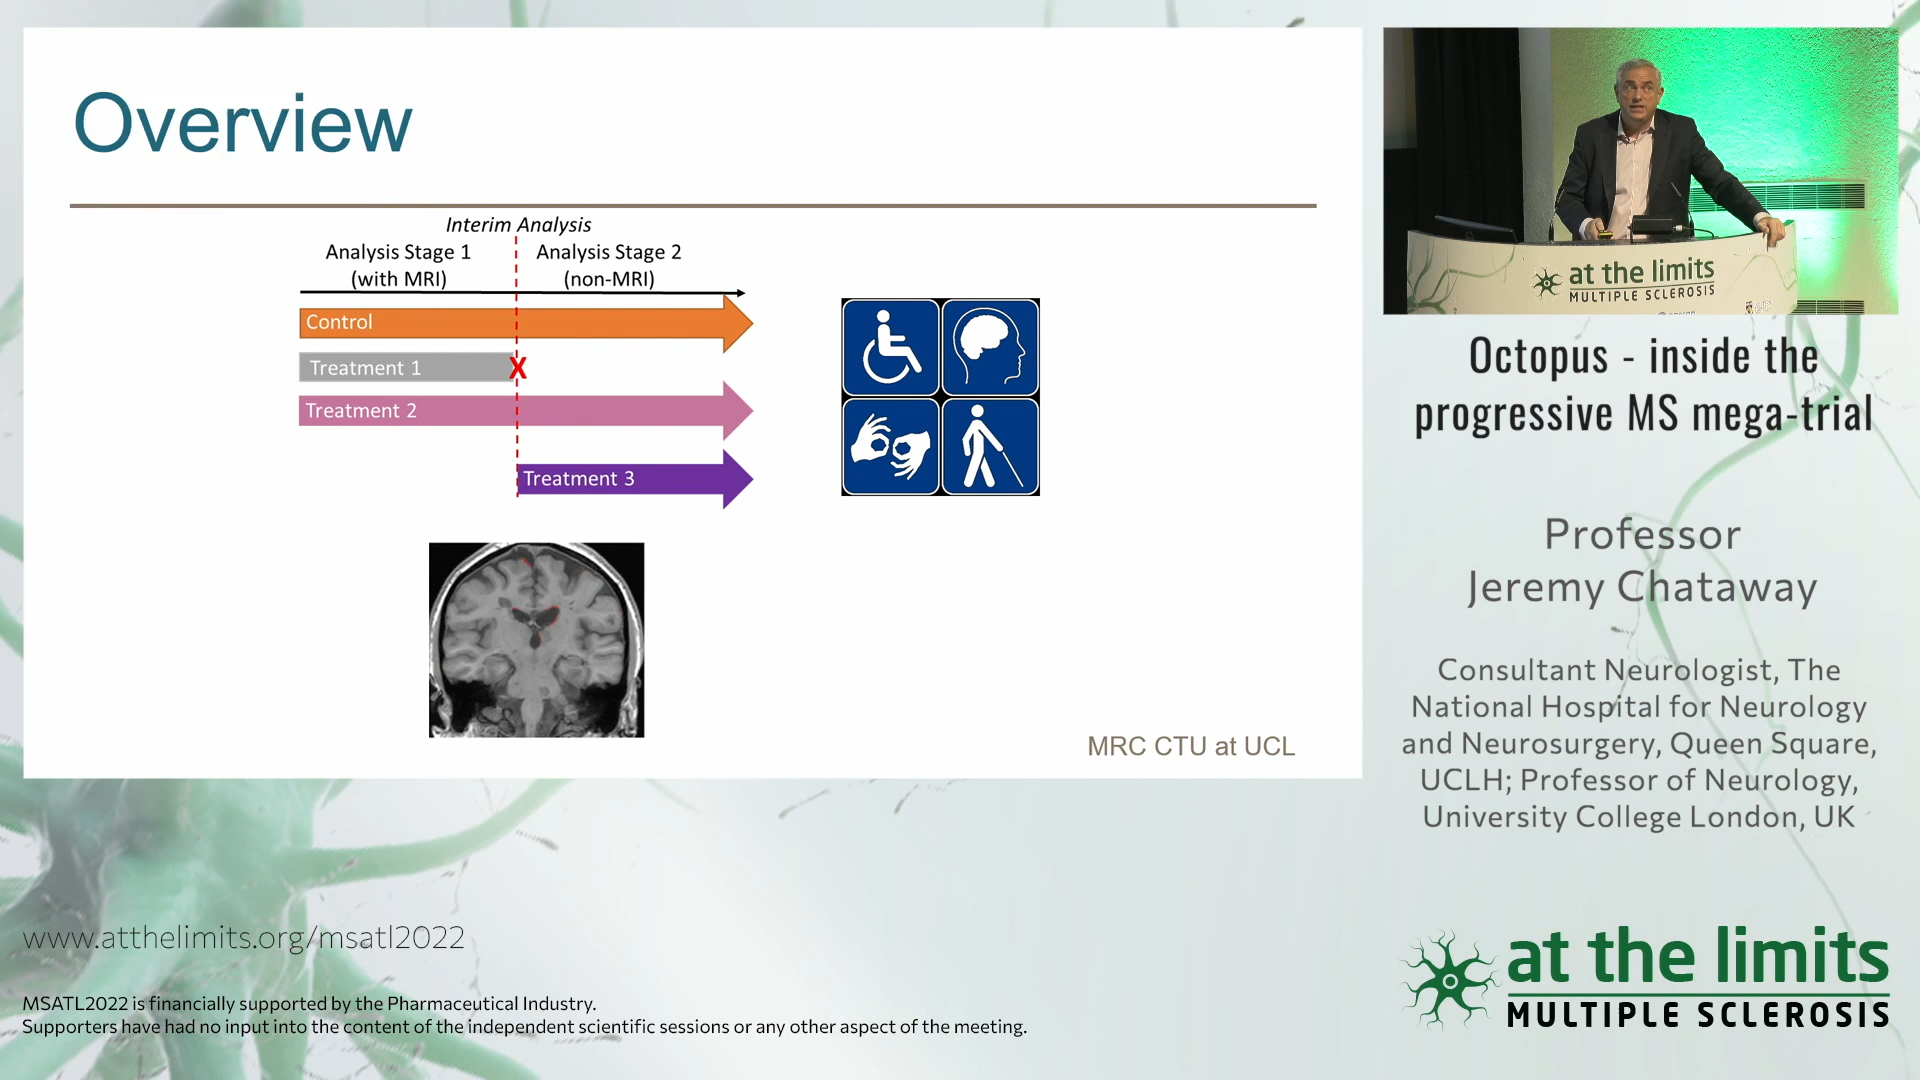 Overview
Interim Analysis
Analysis Stage 1
(with MRI)
Analysis Stage 2
(non-MRI)
Control
Treatment 1
X
Treatment 2
Treatment 3
MRC CTU at UCL
at the limits
MULTIPLE SCLEROSIS
Octopus - inside the
progressive MS mega-trial
Professor
Jeremy Chataway
Consultant Neurologist, The
National Hospital for Neurology
and Neurosurgery, Queen Square,
UCLH; Professor of Neurology,
University College London, UK
www.atthelimits.org/msatl2022
MSATL2022 is financially supported by the Pharmaceutical Industry.
Supporters have had no input into the content of the independent scientific sessions or any other aspect of the meeting.
at the limits
MULTIPLE SCLEROSIS